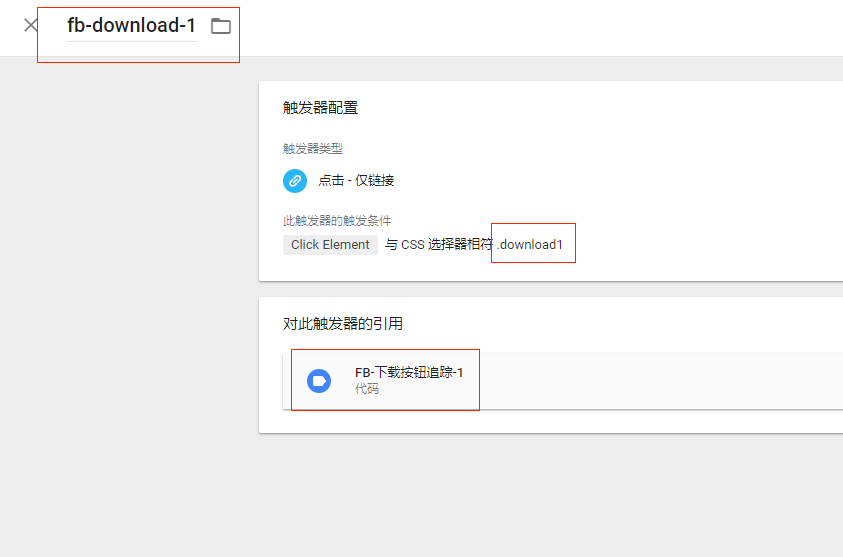 fb-download-1
触发器配置
触发器类型
点击 - 仅链接
此触发器的触发条件
Click Element 与 CSS 选择器相符 .download1
对此触发器的引用
FB-下载按钮追踪-1
代码